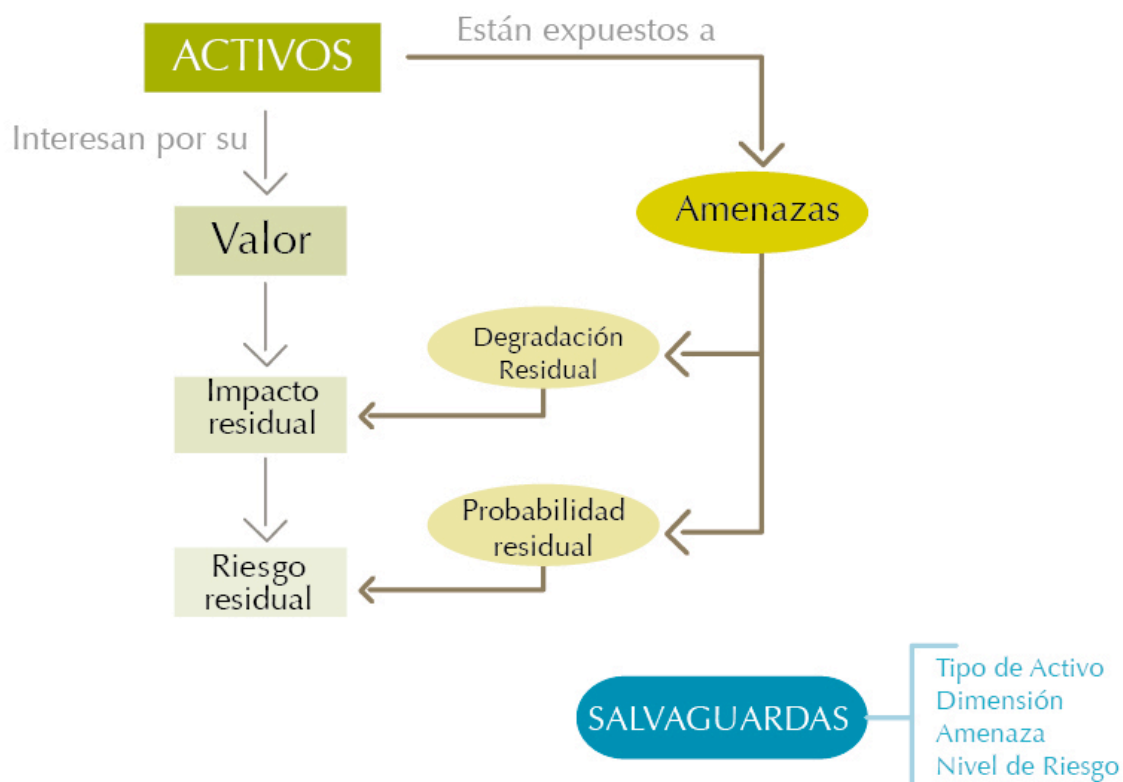 ACTIVOS
Están expuestos a
Interesan por su
Amenazas
Valor
Degradación
Residual
Impacto
residual
Probabilidad
residual
Riesgo
residual
SALVAGUARDAS
Tipo de Activo
Dimensión
Amenaza
Nivel de Riesgo